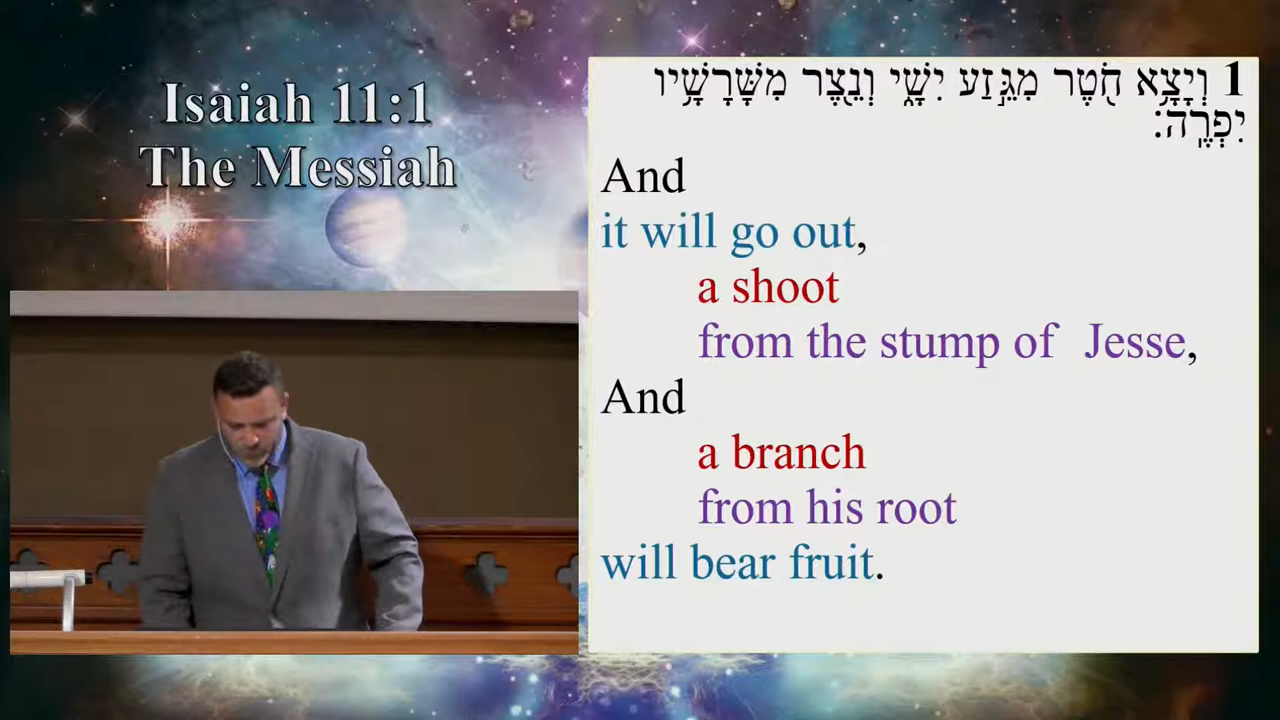 Isaiah 11:1
The Messiah
1 וְיָצָ֥א חֹ֖טֶר מִגֵּ֣זַע יִשָׁ֑י וְנֵ֖צֶר מִשָּׁרָשָׁ֥יו
יִפְרֶֽה׃
And
it will go out,
a shoot
from the stump of Jesse,
And
a branch
from his root
will bear fruit.